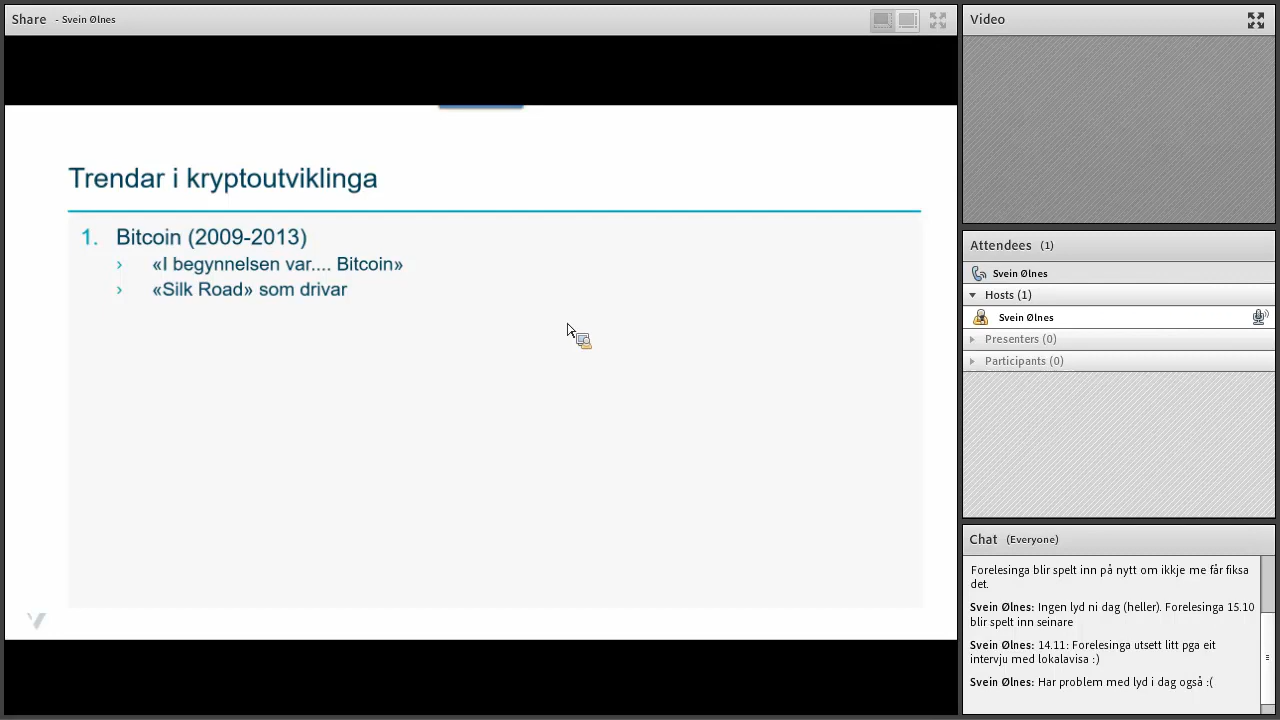 Share - Svein Ølnes
Trendar i kryptoutviklinga
1. Bitcoin (2009-2013)
› «I begynnelsen var.... Bitcoin»
› «Silk Road» som drivar
Video
Attendees (1)
Svein Ølnes
Hosts (1)
Svein Ølnes
Presenters (0)
Participants (0)
Chat (Everyone)
Forelesinga blir spelt inn på nytt om ikkje me får fiksa
det.
Svein Ølnes: Ingen lyd ni dag (heller). Forelesinga 15.10
blir spelt inn seinare
Svein Ølnes: 14.11: Forelesinga utsett litt pga eit
intervju med lokalavisa :)
Svein Ølnes: Har problem med lyd i dag også :(